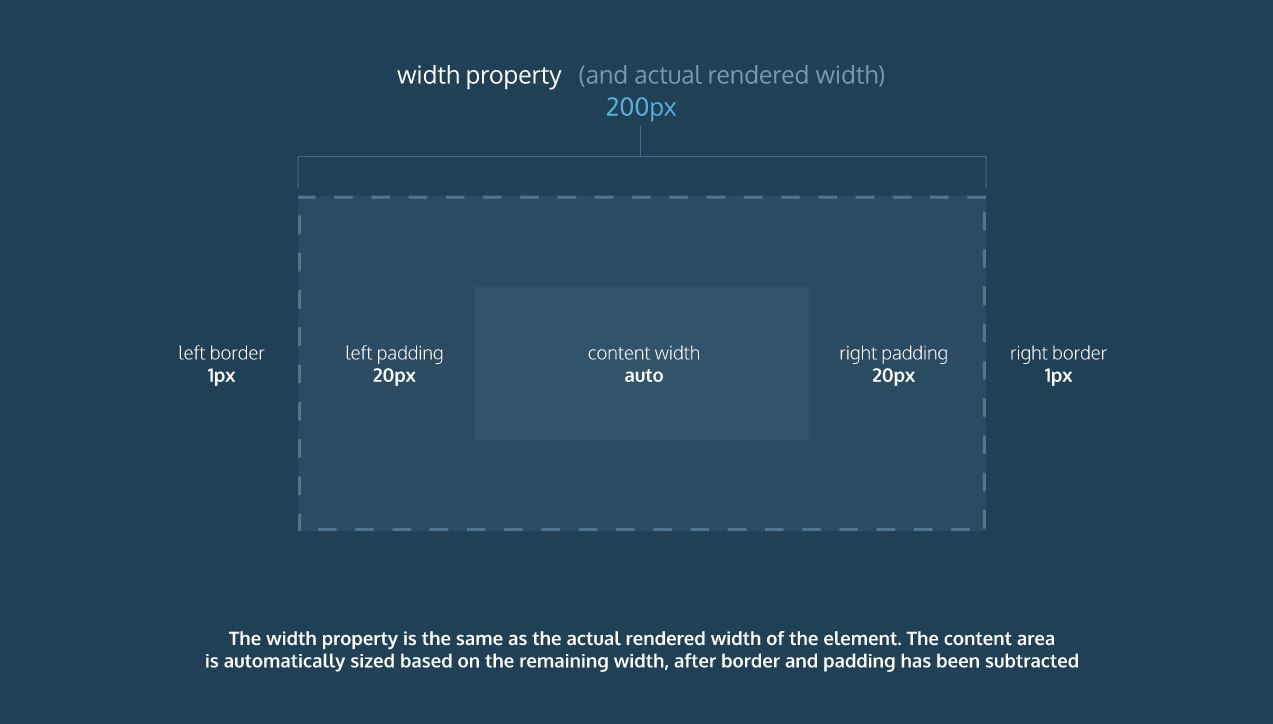 width property (and actual rendered width)
200px
left border
1px
left padding
20px
content width
auto
right padding
20px
right border
1px
The width property is the same as the actual rendered width of the element. The content area
is automatically sized based on the remaining width, after border and padding has been subtracted